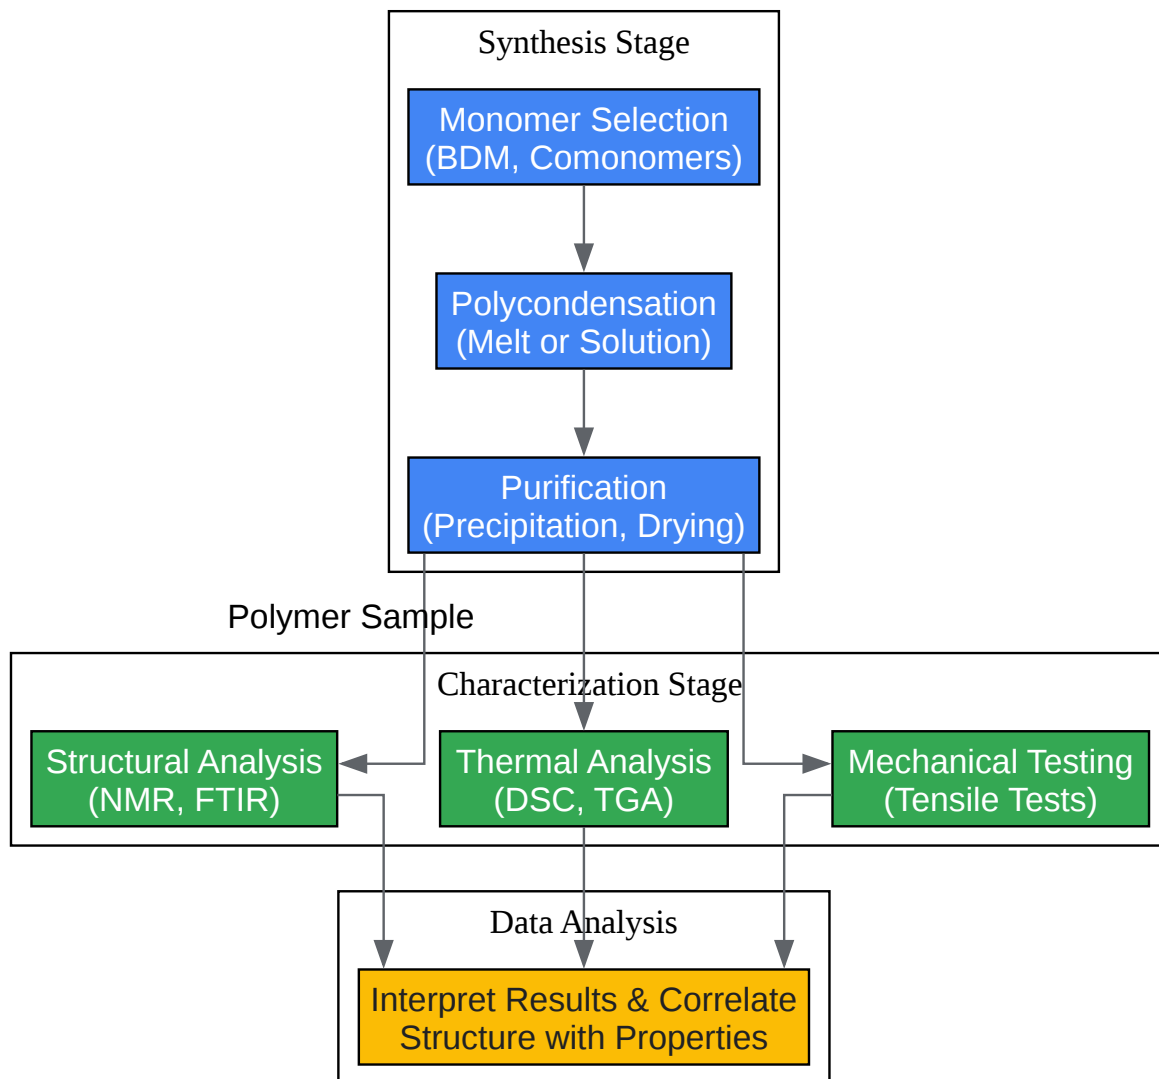 Synthesis Stage
Monomer Selection
(BDM, Comonomers)
Polycondensation
(Melt or Solution)
Purification
(Precipitation, Drying)
Polymer Sample
Characterization Stage
Structural Analysis
(NMR, FTIR)
Thermal Analysis
(DSC, TGA)
Mechanical Testing
(Tensile Tests)
Data Analysis
Interpret Results & Correlate
Structure with Properties